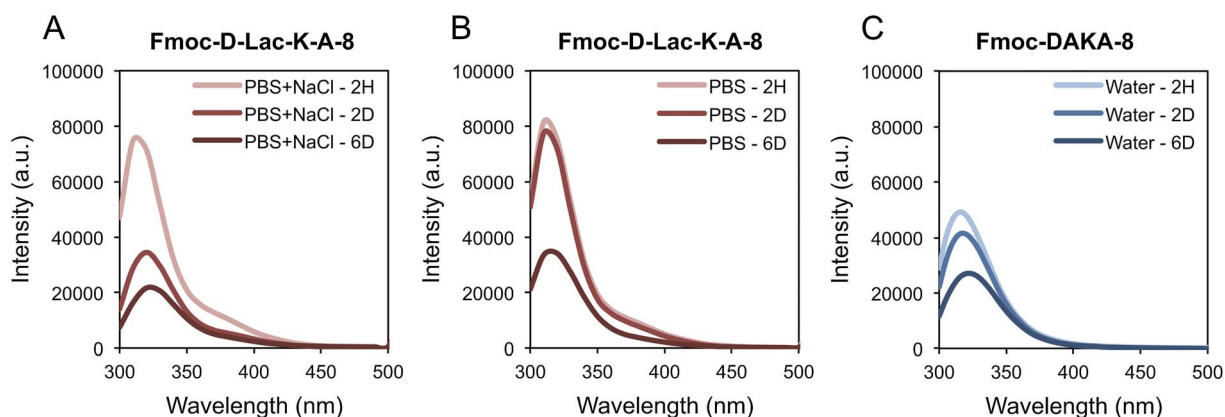 A
Fmoc-D-Lac-K-A-8
100000
80000
60000
40000
20000
0
Intensity (a.u.)
PBS+NaCl - 2H
PBS+NaCl - 2D
PBS+NaCl - 6D
300 350 400 450 500
Wavelength (nm)
B
Fmoc-D-Lac-K-A-8
100000
80000
60000
40000
20000
0
Intensity (a.u.)
PBS - 2H
PBS - 2D
PBS - 6D
300 350 400 450 500
Wavelength (nm)
C
Fmoc-DAKA-8
100000
80000
60000
40000
20000
0
Intensity (a.u.)
Water - 2H
Water - 2D
Water - 6D
300 350 400 450 500
Wavelength (nm)